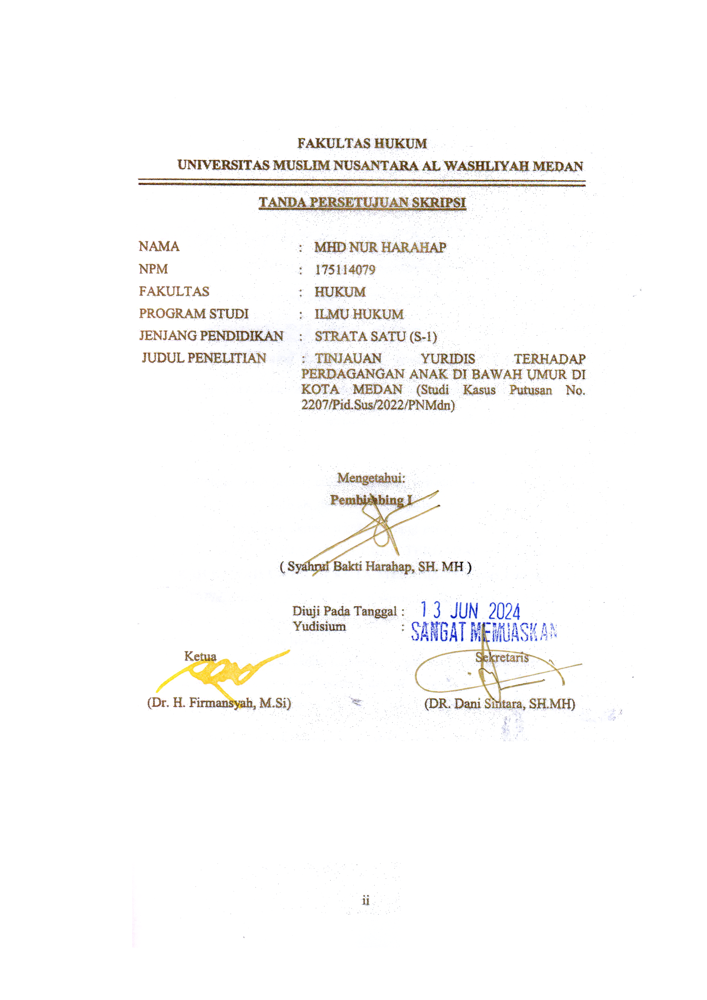 FAKULTAS HUKUM
UNIVERSITAS MUSLIM NUSANTARA AL WASHLIYAH MEDAN
TANDA PERSETUJUAN SKRIPSI
NAMA : MHD NUR HARAHAP
NPM : 175114079
FAKULTAS : HUKUM
PROGRAM STUDI : ILMU HUKUM
JENJANG PENDIDIKAN : STRATA SATU (S-1)
JUDUL PENELITIAN : TINJAUAN YURIDIS TERHADAP
PERDAGANGAN ANAK DI BAWAH UMUR DI
KOTA MEDAN (Studi Kasus Putusan No.
2207/Pid.Sus/2022/PNMdn)
Mengetahui:
Pembimbing I
( Syahrul Bakti Harahap, SH. MH )
Diuji Pada Tanggal : 13 JUN 2024
Yudisium : SANGAT MEMUASKAN
Ketua Sekretaris
(Dr. H. Firmansyah, M.Si) (DR. Dani Sintara, SH.MH)
ii